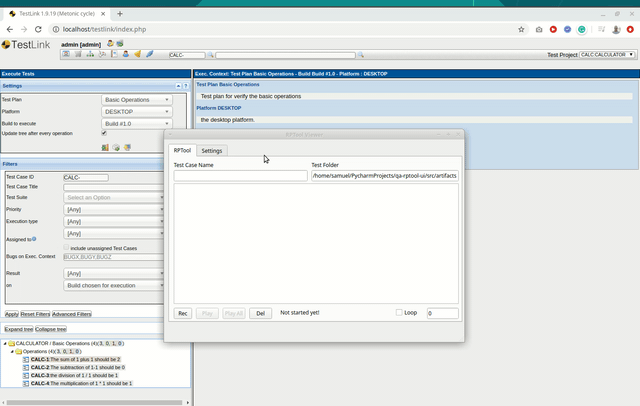 TestLink 1.9.19 (Metonic cycle)
localhost/testlink/index.php
TestLink
admin [admin]
CALC-
Test Project: CALC:CALCULATOR
Execute Tests
Exec. Context: Test Plan Basic Operations - Build Build #1.0 - Platform : DESKTOP
Settings
Test Plan Basic Operations
Test Plan
Basic Operations
Test plan for verify the basic operations
Platform
DESKTOP
Platform DESKTOP
Build to execute
Build #1.0
the desktop platform.
Update tree after every operation
RPTool
Settings
Filters
Test Case Name
Test Folder
Test Case ID
CALC-
/home/samuel/PycharmProjects/qa-rptool-ui/src/artifacts
Test Case Title
Test Suite
Select an Option
Priority
[Any]
Execution type
[Any]
[Any]
Assigned to
include unassigned Test Cases
Bugs on Exec. Context
BUGX,BUGY,BUGZ
Result
[Any]
on
Build chosen for execution
Apply
Reset Filters
Advanced Filters
Rec
Play
Play All
Del
Not started yet!
Loop
0
Expand tree
Collapse tree
CALCULATOR / Basic Operations (4)( 3, 0, 1, 0 )
Operations (4)( 3, 0, 1, 0 )
CALC-1:The sum of 1 plus 1 should be 2
CALC-2:The subtraction of 1-1 should be 0
CALC-3:the division of 1 / 1 should be 1
CALC-4:The multiplication of 1 * 1 should be 1